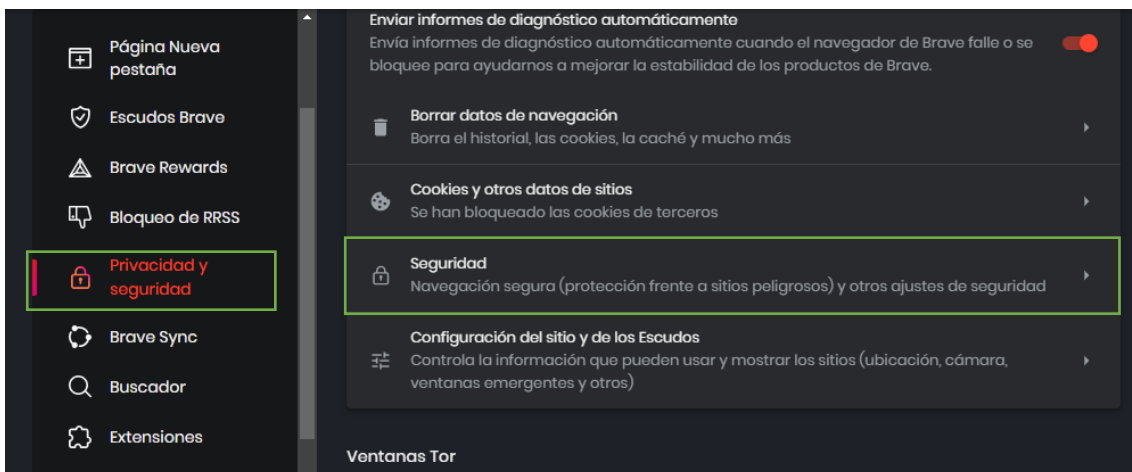 Página Nueva
pestaña
Escudos Brave
Brave Rewards
Bloqueo de RRSS
Privacidad y
seguridad
Brave Sync
Buscador
Extensiones
Enviar informes de diagnóstico automáticamente
Envía informes de diagnóstico automáticamente cuando el navegador de Brave falle o se
bloquee para ayudarnos a mejorar la estabilidad de los productos de Brave.
Borrar datos de navegación
Borra el historial, las cookies, la caché y mucho más
Cookies y otros datos de sitios
Se han bloqueado las cookies de terceros
Seguridad
Navegación segura (protección frente a sitios peligrosos) y otros ajustes de seguridad
Configuración del sitio y de los Escudos
Controla la información que pueden usar y mostrar los sitios (ubicación, cámara,
ventanas emergentes y otros)
Ventanas Tor